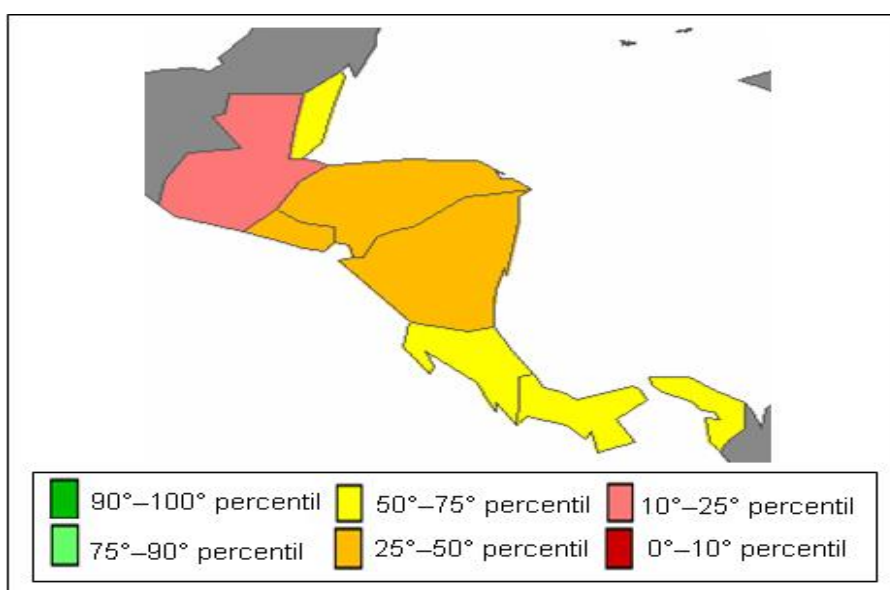 90°–100° percentil
50°–75° percentil
10°–25° percentil
75°–90° percentil
25°–50° percentil
0°–10° percentil